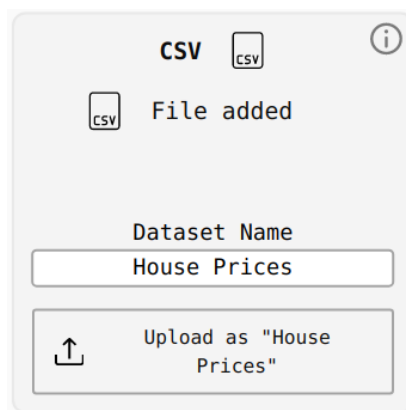 CSV CSV
CSV File added
Dataset Name
House Prices
Upload as "House
Prices"